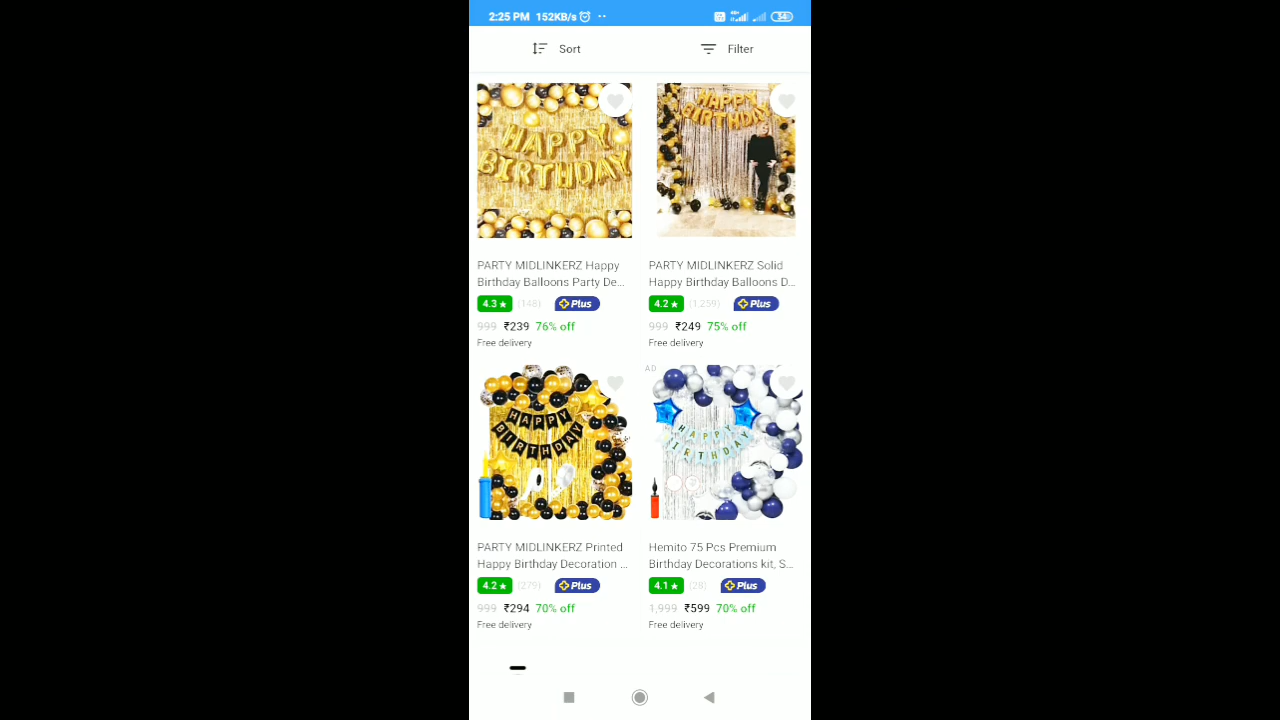 2:25 PM 152KB/s
54
Sort
Filter
HAPPY
BIRTHDAY
HAPPY
BIRTHDAY
PARTY MIDLINKERZ Happy
Birthday Balloons Party De...
4.3 ★ (148) Plus
999 ₹239 76% off
Free delivery
PARTY MIDLINKERZ Solid
Happy Birthday Balloons D...
4.2 ★ (1,259) Plus
999 ₹249 75% off
Free delivery
HAPPY
BIRTHDAY
AD
HAPPY
BIRTHDAY
PARTY MIDLINKERZ Printed
Happy Birthday Decoration ...
4.2 ★ (279) Plus
999 ₹294 70% off
Free delivery
Hemito 75 Pcs Premium
Birthday Decorations kit, S...
4.1 ★ (28) Plus
1,999 ₹599 70% off
Free delivery